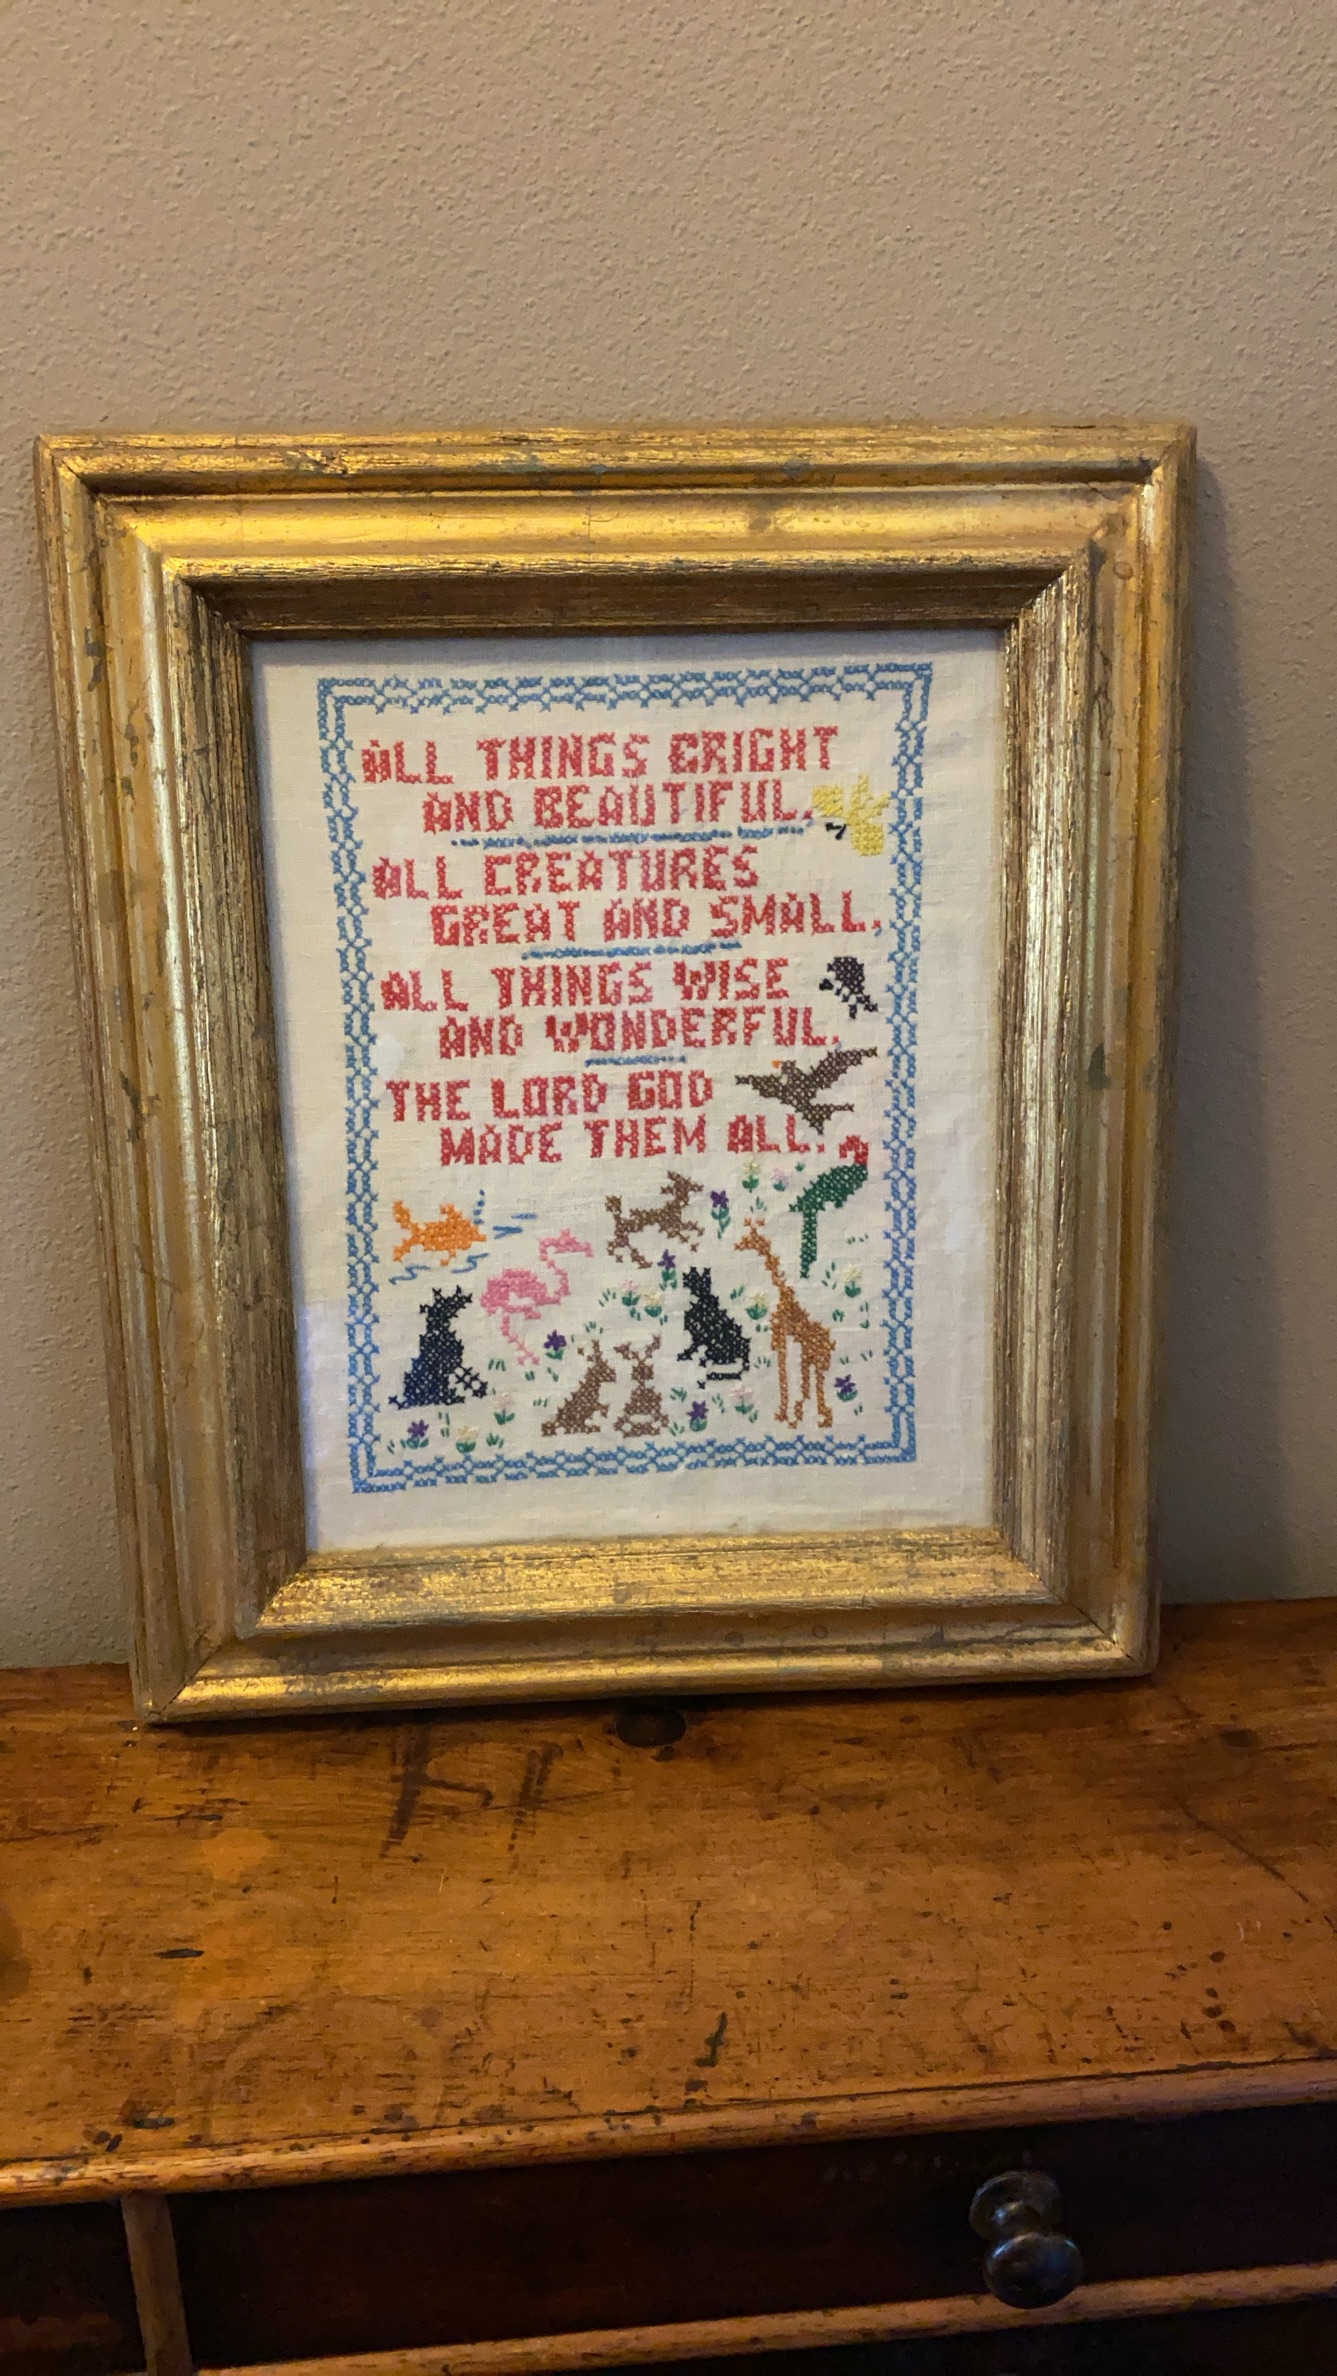 ALL THINGS BRIGHT
AND BEAUTIFUL,
ALL CREATURES
GREAT AND SMALL,
ALL THINGS WISE
AND WONDERFUL,
THE LORD GOD
MADE THEM ALL.